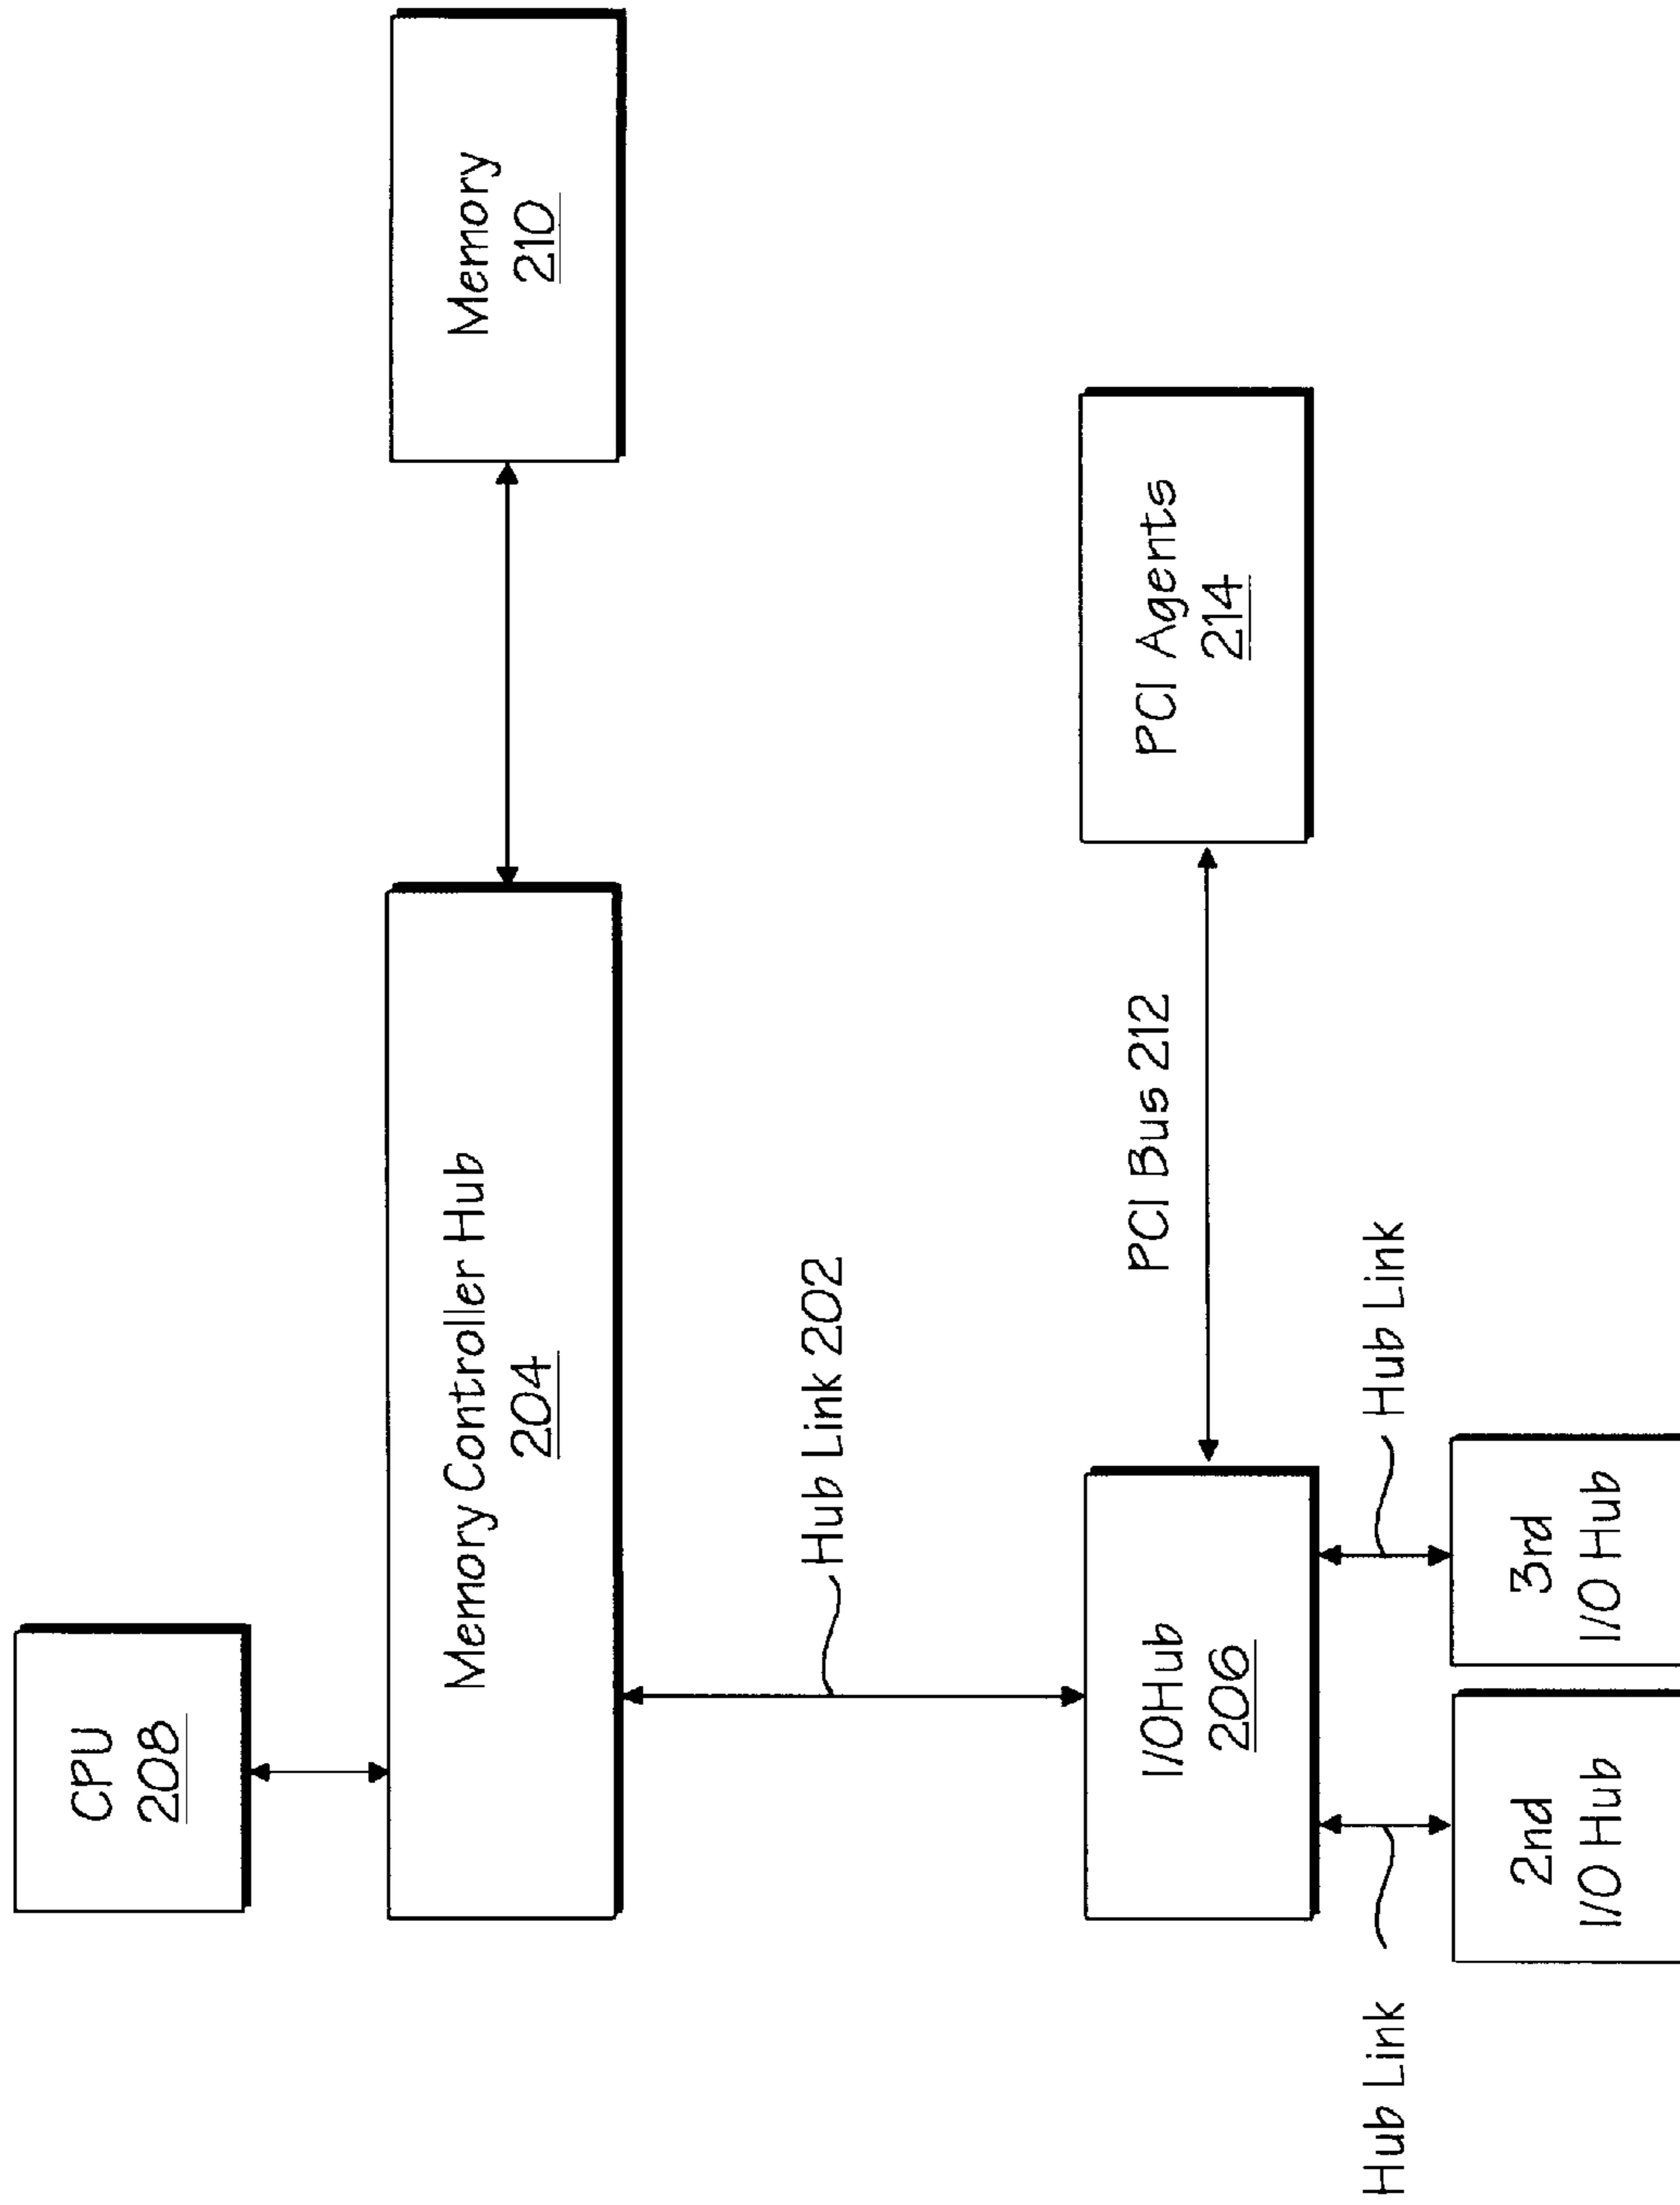 CPU
208
Memory Controller Hub
204
Memory
210
Hub Link 202
I/OHub
206
PCI Bus 212
PCI Agents
214
Hub Link
Hub Link
2nd
I/O Hub
3rd
I/O Hub